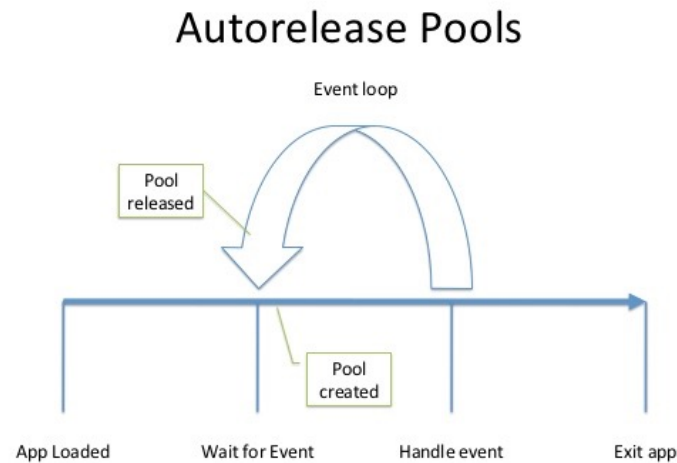 Autorelease Pools
Event loop
Pool
released
Pool
created
App Loaded
Wait for Event
Handle event
Exit app